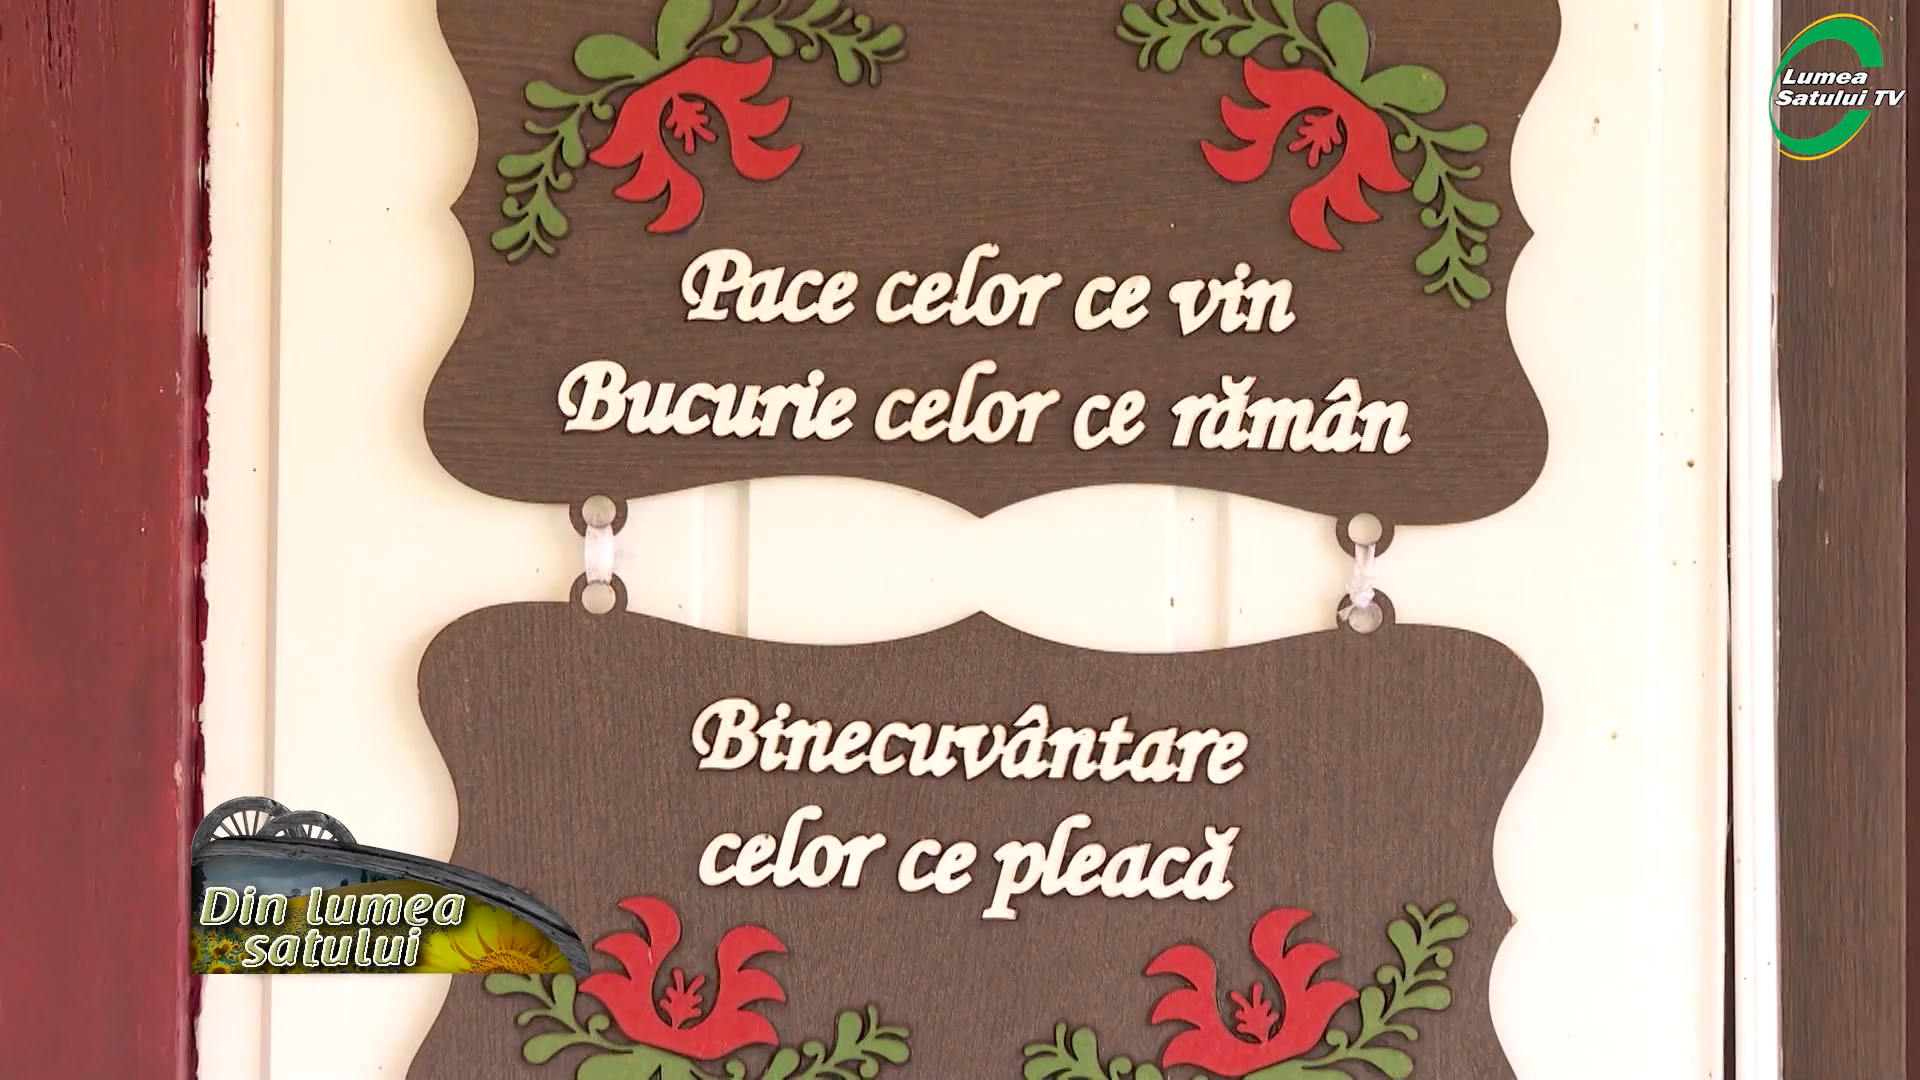 Lumea
Satului TV
Pace celor ce vin
Bucurie celor ce rămân
Binecuvântare
celor ce pleacă
Din lumea
satului